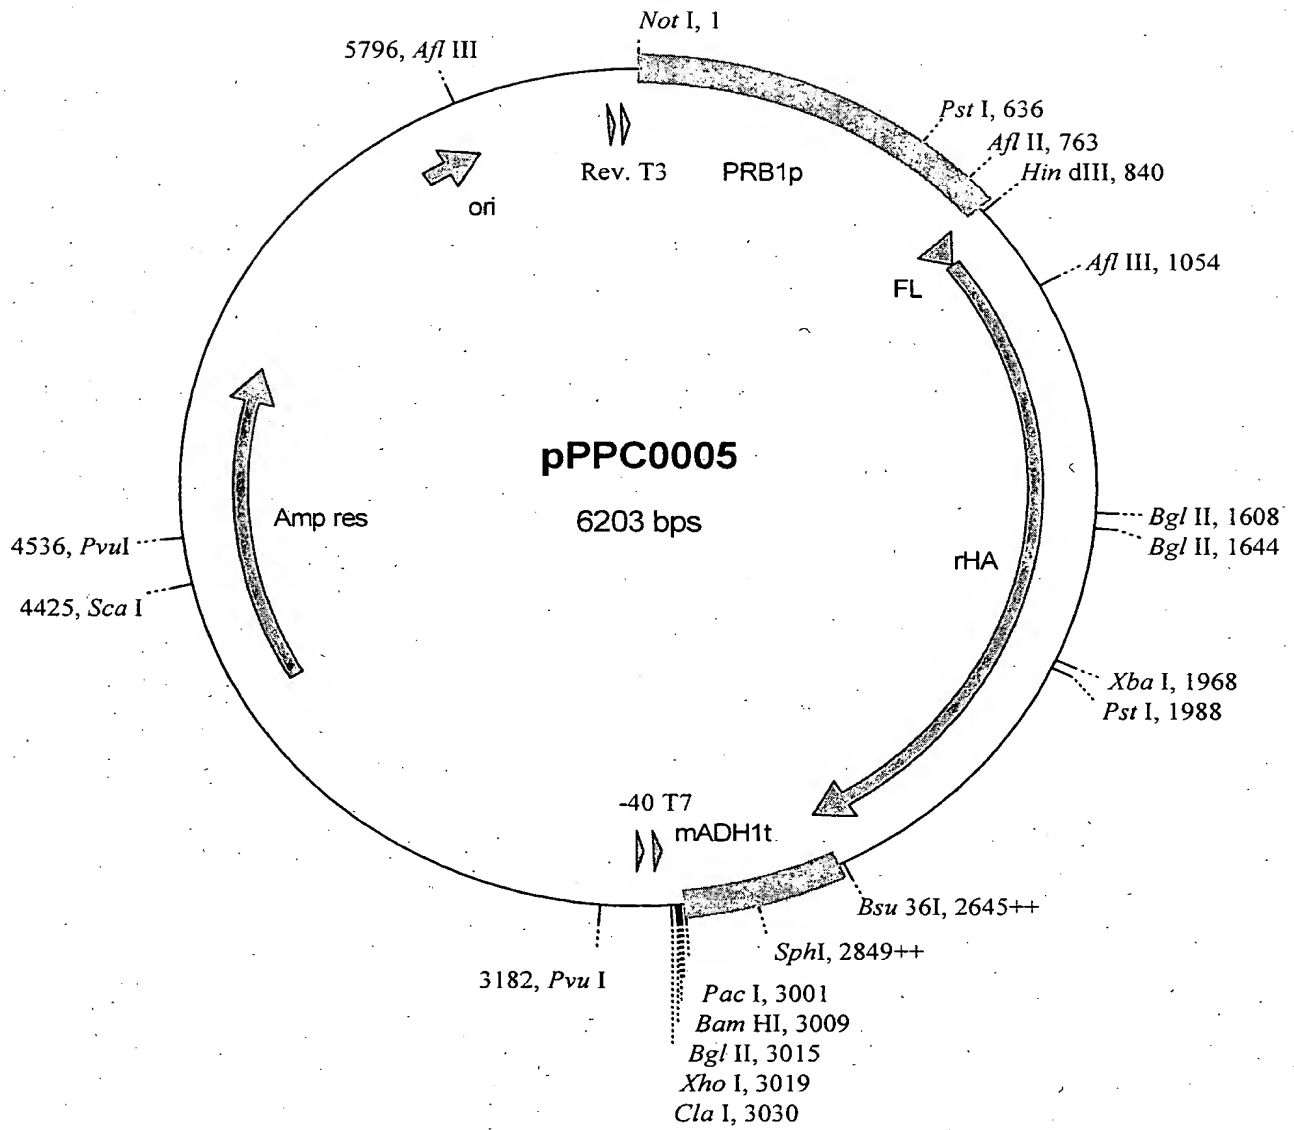 Not I, 1
5796, Afl III
Pst I, 636
Afl II, 763
Hin dIII, 840
Rev. T3
PRB1p
ori
Afl III, 1054
FL
pPPC0005
6203 bps
Amp res
Bgl II, 1608
Bgl II, 1644
4536, PvuI
rHA
4425, Sca I
Xba I, 1968
Pst I, 1988
-40 T7
mADH1t
Bsu 36I, 2645++
SphI, 2849++
3182, Pvu I
Pac I, 3001
Bam HI, 3009
Bgl II, 3015
Xho I, 3019
Cla I, 3030